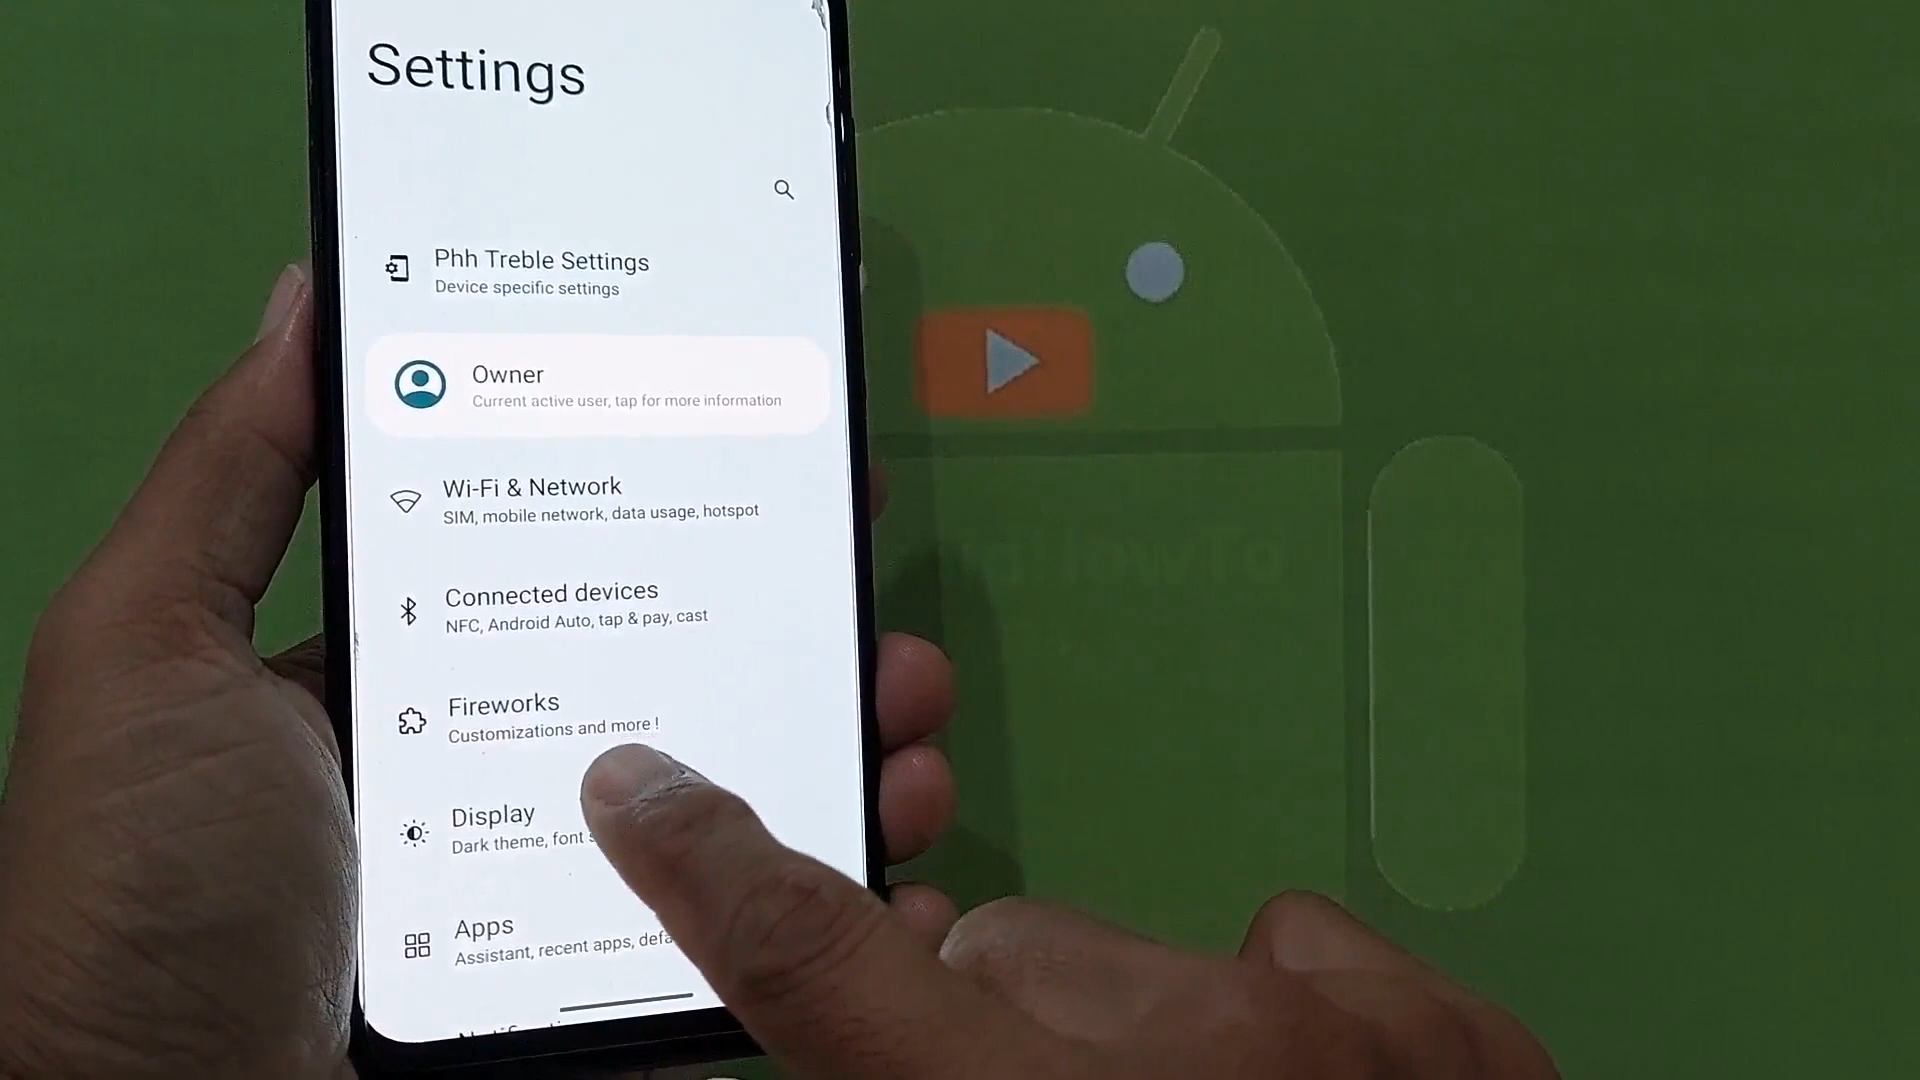 Settings
Phh Treble Settings
Device specific settings
Owner
Current active user, tap for more information
Wi-Fi & Network
SIM, mobile network, data usage, hotspot
Connected devices
NFC, Android Auto, tap & pay, cast
Fireworks
Customizations and more !
Display
Dark theme, font
Apps
Assistant, recent apps,
HowTo